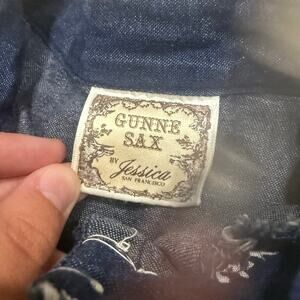 GUNNE
SAX
BY Jessica
SAN FRANCISCO